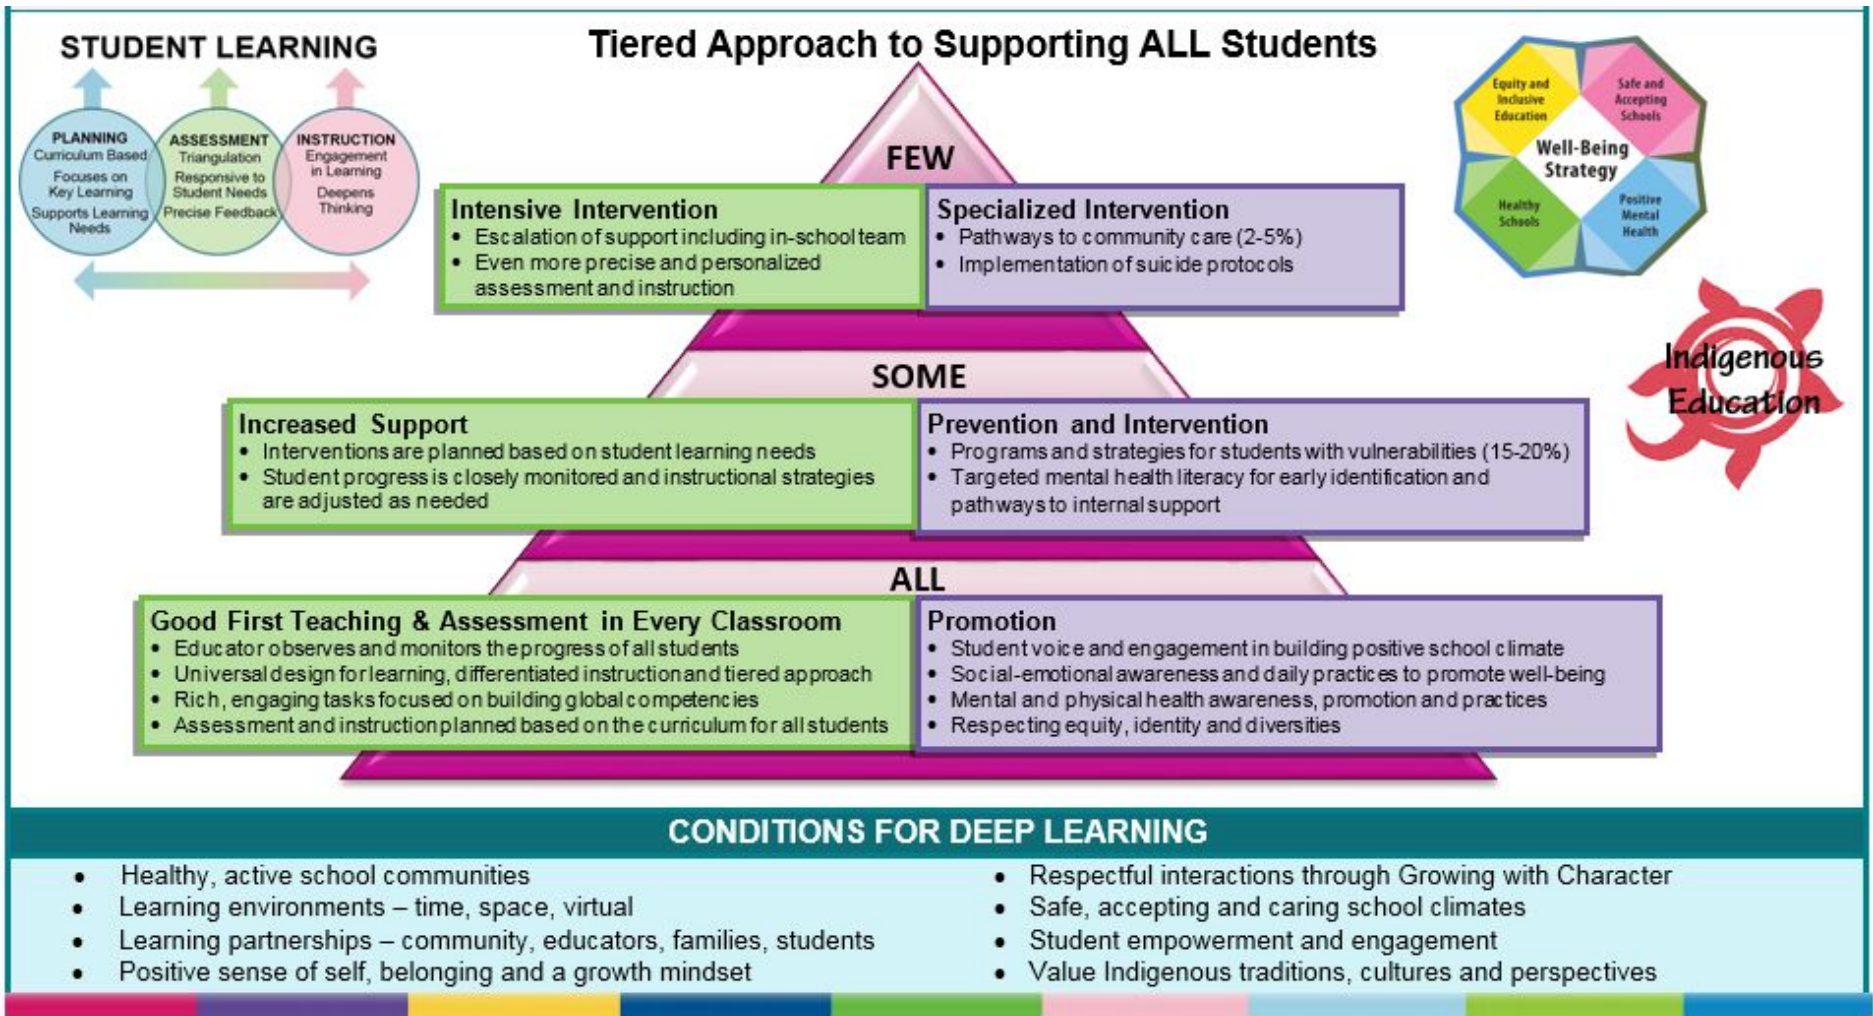 STUDENT LEARNING
PLANNING
Curriculum Based
Focuses on
Key Learning
Supports Learning
Needs
ASSESSMENT
Triangulation
Responsive to
Student Needs
Precise Feedback
INSTRUCTION
Engagement
in Learning
Deepens
Thinking
Tiered Approach to Supporting ALL Students
Equity and
Inclusive
Education
Safe and
Accepting
Schools
Well-Being
Strategy
Healthy
Schools
Positive
Mental
Health
Indigenous
Education
FEW
Intensive Intervention
• Escalation of support including in-school team
• Even more precise and personalized
assessment and instruction
Specialized Intervention
• Pathways to community care (2-5%)
• Implementation of suicide protocols
SOME
Increased Support
• Interventions are planned based on student learning needs
• Student progress is closely monitored and instructional strategies
are adjusted as needed
Prevention and Intervention
• Programs and strategies for students with vulnerabilities (15-20%)
• Targeted mental health literacy for early identification and
pathways to internal support
ALL
Good First Teaching & Assessment in Every Classroom
• Educator observes and monitors the progress of all students
• Universal design for learning, differentiated instruction and tiered approach
• Rich, engaging tasks focused on building global competencies
• Assessment and instruction planned based on the curriculum for all students
Promotion
• Student voice and engagement in building positive school climate
• Social-emotional awareness and daily practices to promote well-being
• Mental and physical health awareness, promotion and practices
• Respecting equity, identity and diversities
CONDITIONS FOR DEEP LEARNING
• Healthy, active school communities
• Learning environments – time, space, virtual
• Learning partnerships – community, educators, families, students
• Positive sense of self, belonging and a growth mindset
• Respectful interactions through Growing with Character
• Safe, accepting and caring school climates
• Student empowerment and engagement
• Value Indigenous traditions, cultures and perspectives